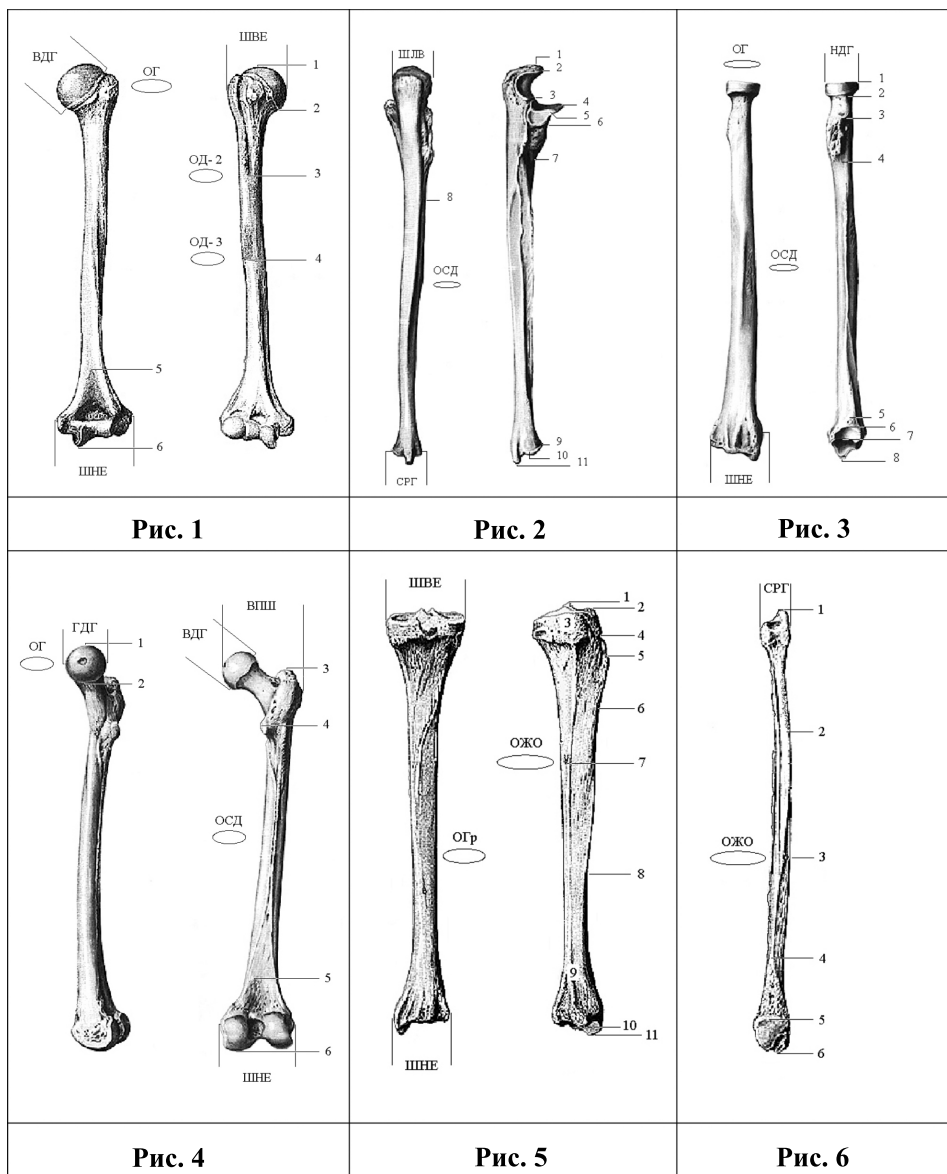 ВДГ
ОГ
ШВЕ
1
2
ОД- 2
3
ОД- 3
4
5
6
ШНЕ
ШЛВ
1
2
3
4
5
6
7
8
ОСД
9
10
11
СРГ
ОГ
НДГ
1
2
3
4
ОСД
5
6
7
8
ШНЕ
Рис. 1
Рис. 2
Рис. 3
ОГ
ГДГ
1
2
ВДГ
ВПШ
3
4
ОСД
5
6
ШНЕ
ШВЕ
1
2
3
4
5
6
ОЖО
7
ОГр
8
9
10
11
ШНЕ
СРГ
1
2
ОЖО
3
4
5
6
Рис. 4
Рис. 5
Рис. 6